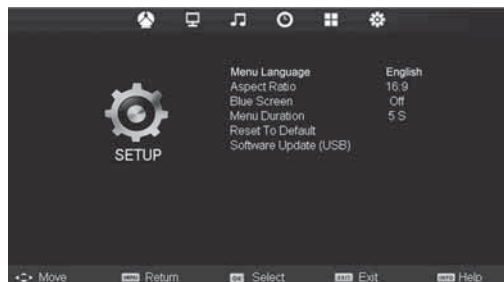 Menu Language English
Aspect Ratio 16:9
Blue Screen Off
Menu Duration 5 S
Reset To Default
Software Update (USB)
SETUP
Move MENU Return OK Select EXIT Exit INFO Help